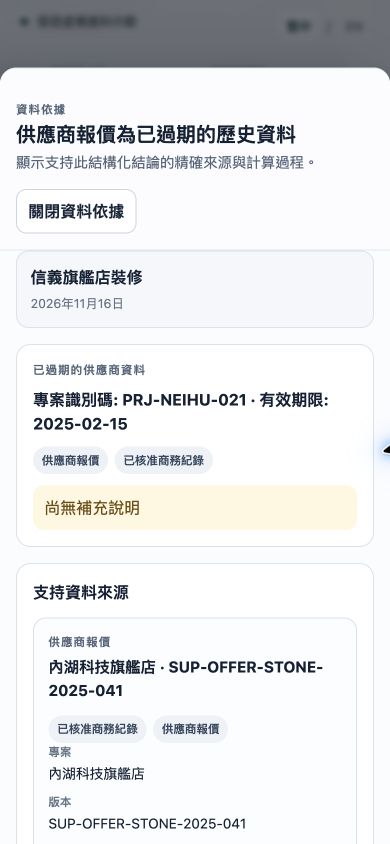 資料依據
供應商報價為已過期的歷史資料
顯示支持此結構化結論的精確來源與計算過程。
關閉資料依據
信義旗艦店裝修
2026年11月16日
已過期的供應商資料
專案識別碼: PRJ-NEIHU-021 · 有效期限:
2025-02-15
供應商報價 已核准商務紀錄
尚無補充說明
支持資料來源
供應商報價
內湖科技旗艦店 · SUP-OFFER-STONE-
2025-041
已核准商務紀錄 供應商報價
專案
內湖科技旗艦店
版本
SUP-OFFER-STONE-2025-041